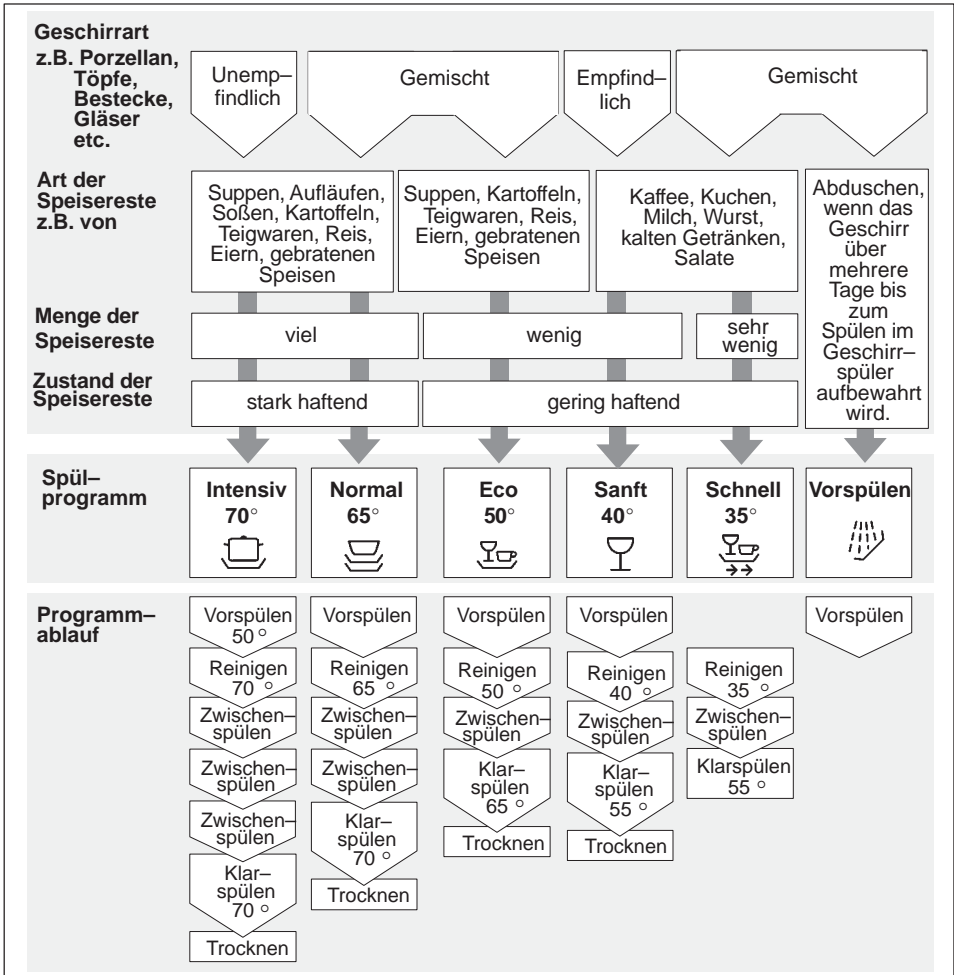 Geschirrart
z.B. Porzellan,
Töpfe,
Bestecke,
Gläser
etc.
Unemp–
findlich
Gemischt
Empfind–
lich
Gemischt
Art der
Speisereste
z.B. von
Suppen, Aufläufen,
Soßen, Kartoffeln,
Teigwaren, Reis,
Eiern, gebratenen
Speisen
Suppen, Kartoffeln,
Teigwaren, Reis,
Eiern, gebratenen
Speisen
Kaffee, Kuchen,
Milch, Wurst,
kalten Getränken,
Salate
Abduschen,
wenn das
Geschirr
über
mehrere
Tage bis
zum
Spülen im
Geschirr–
spüler
aufbewahrt
wird.
Menge der
Speisereste
viel
wenig
sehr
wenig
Zustand der
Speisereste
stark haftend
gering haftend
Spül–
programm
Intensiv
70°
Normal
65°
Eco
50°
Sanft
40°
Schnell
35°
Vorspülen
Programm–
ablauf
Vorspülen
50 °
Reinigen
70 °
Zwischen–
spülen
Zwischen–
spülen
Zwischen–
spülen
Klar–
spülen
70 °
Trocknen
Vorspülen
Reinigen
65 °
Zwischen–
spülen
Zwischen–
spülen
Klar–
spülen
70 °
Trocknen
Vorspülen
Reinigen
50 °
Zwischen–
spülen
Klar–
spülen
65 °
Trocknen
Vorspülen
Reinigen
40 °
Zwischen–
spülen
Klar–
spülen
55 °
Trocknen
Reinigen
35 °
Zwischen–
spülen
Klarspülen
55 °
Vorspülen